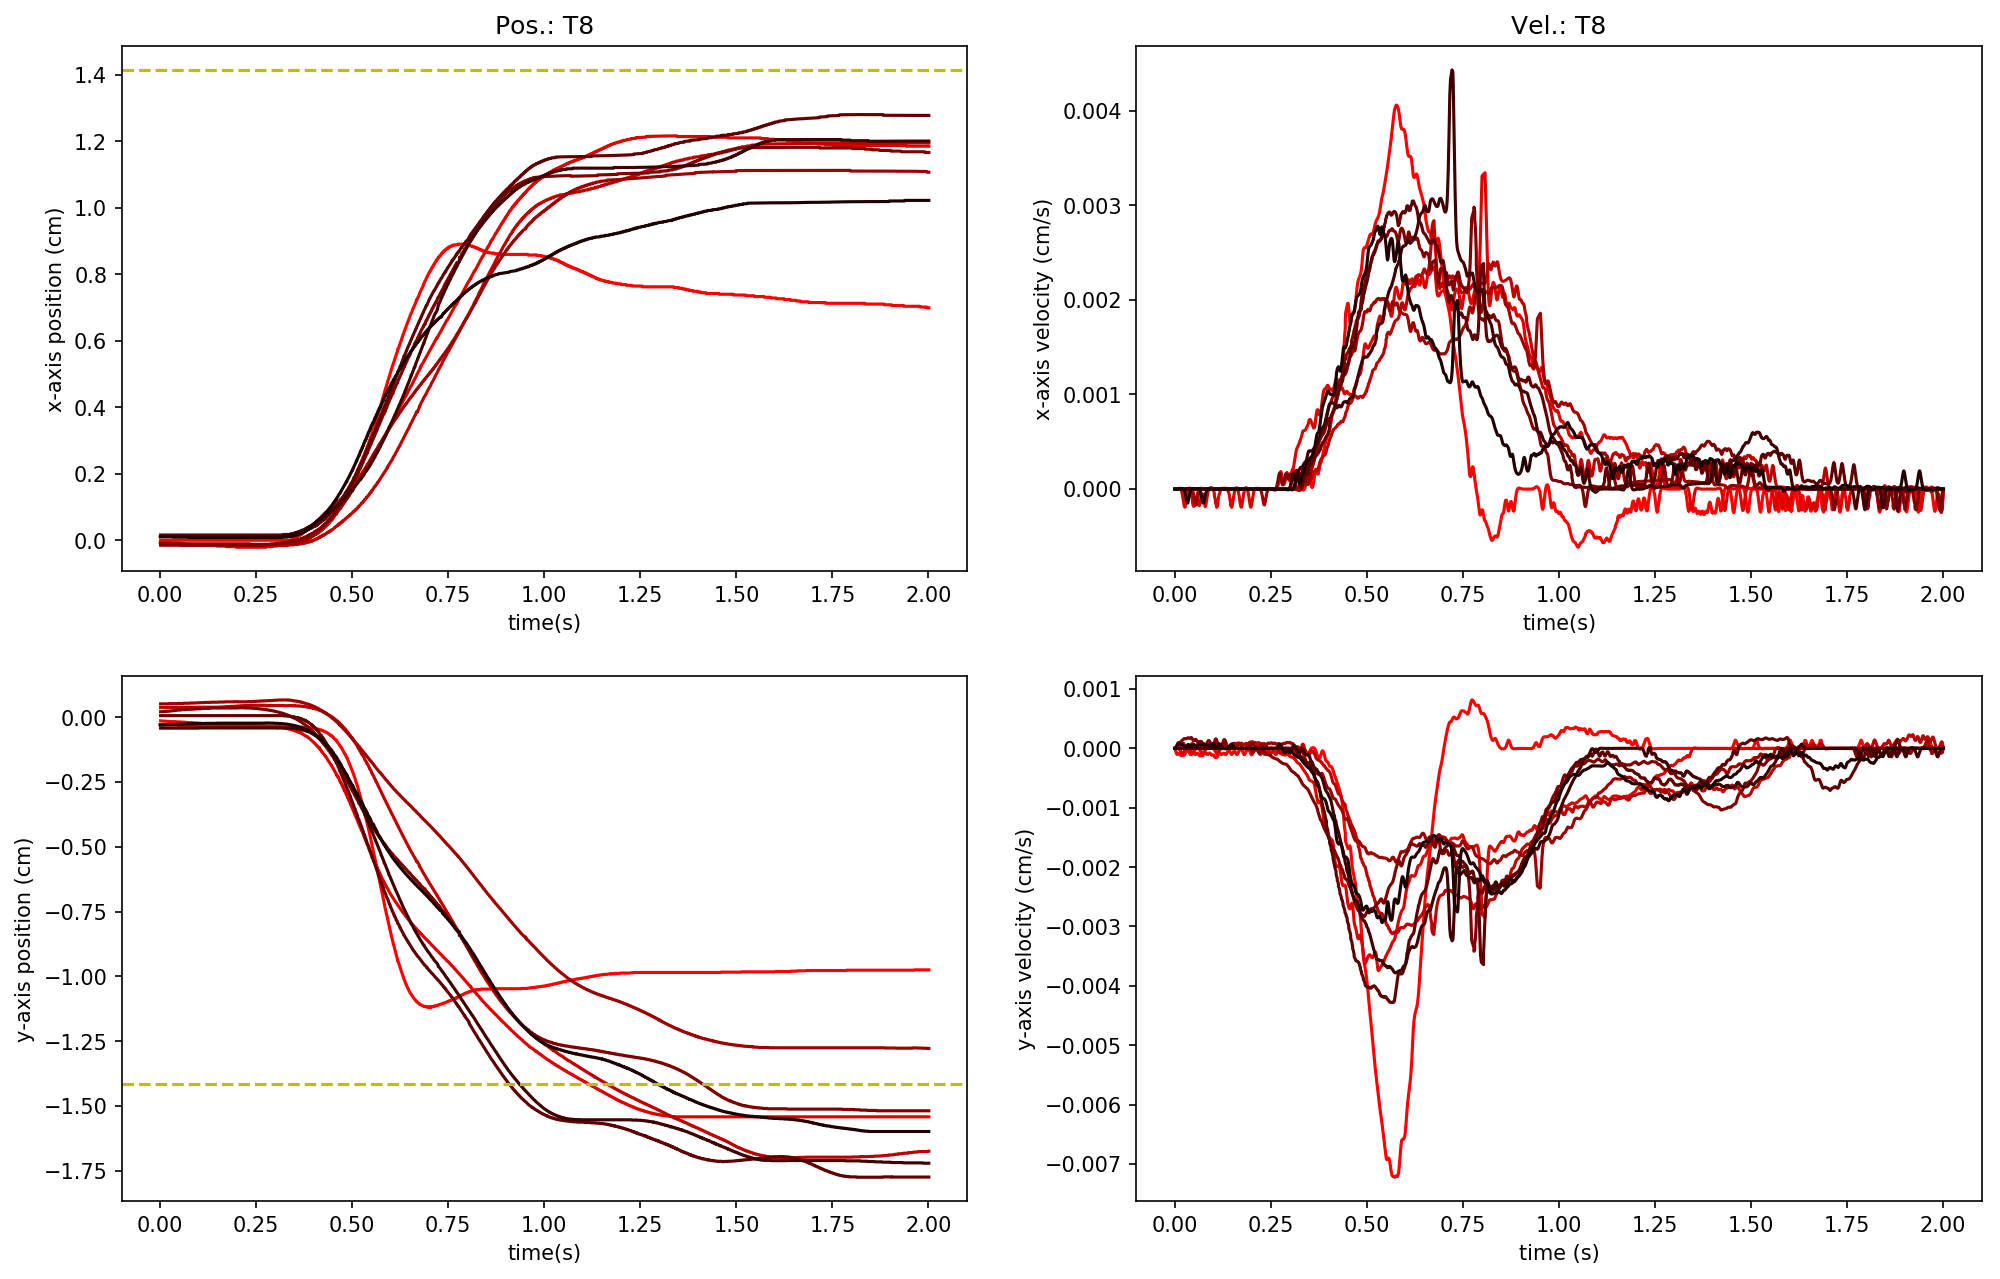 Pos.: T8
Vel.: T8
x-axis position (cm)
1.4
1.2
1.0
0.8
0.6
0.4
0.2
0.0
0.00 0.25 0.50 0.75 1.00 1.25 1.50 1.75 2.00
time(s)
x-axis velocity (cm/s)
0.004
0.003
0.002
0.001
0.000
0.00 0.25 0.50 0.75 1.00 1.25 1.50 1.75 2.00
time(s)
y-axis position (cm)
0.00
−0.25
−0.50
−0.75
−1.00
−1.25
−1.50
−1.75
0.00 0.25 0.50 0.75 1.00 1.25 1.50 1.75 2.00
time(s)
y-axis velocity (cm/s)
0.001
0.000
−0.001
−0.002
−0.003
−0.004
−0.005
−0.006
−0.007
0.00 0.25 0.50 0.75 1.00 1.25 1.50 1.75 2.00
time (s)